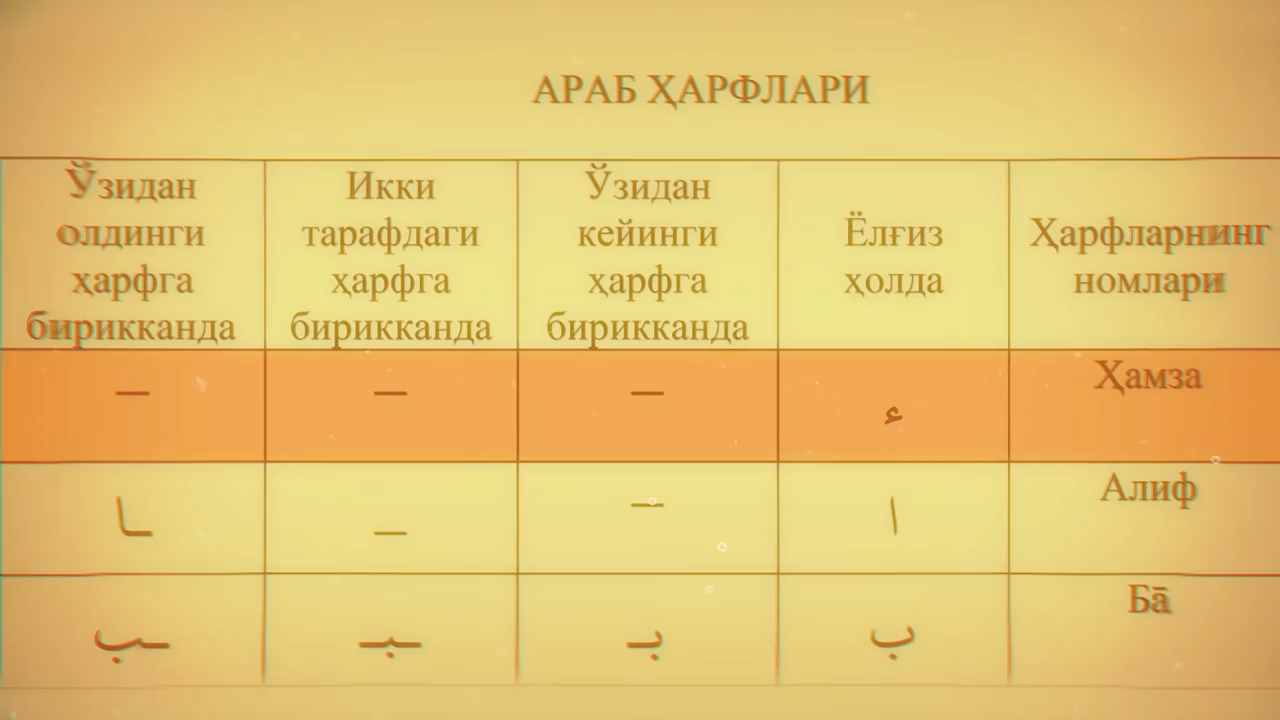 АРАБ ҲАРФЛАРИ
Ўзидан олдинги ҳарфга бирикканда
Икки тарафдаги ҳарфга бирикканда
Ўзидан кейинги ҳарфга бирикканда
Ёлғиз ҳолда
Ҳарфларнинг номлари
— — — ء Ҳамза
ـا — — ا Алиф
ـب ـبـ بـ ب Бā